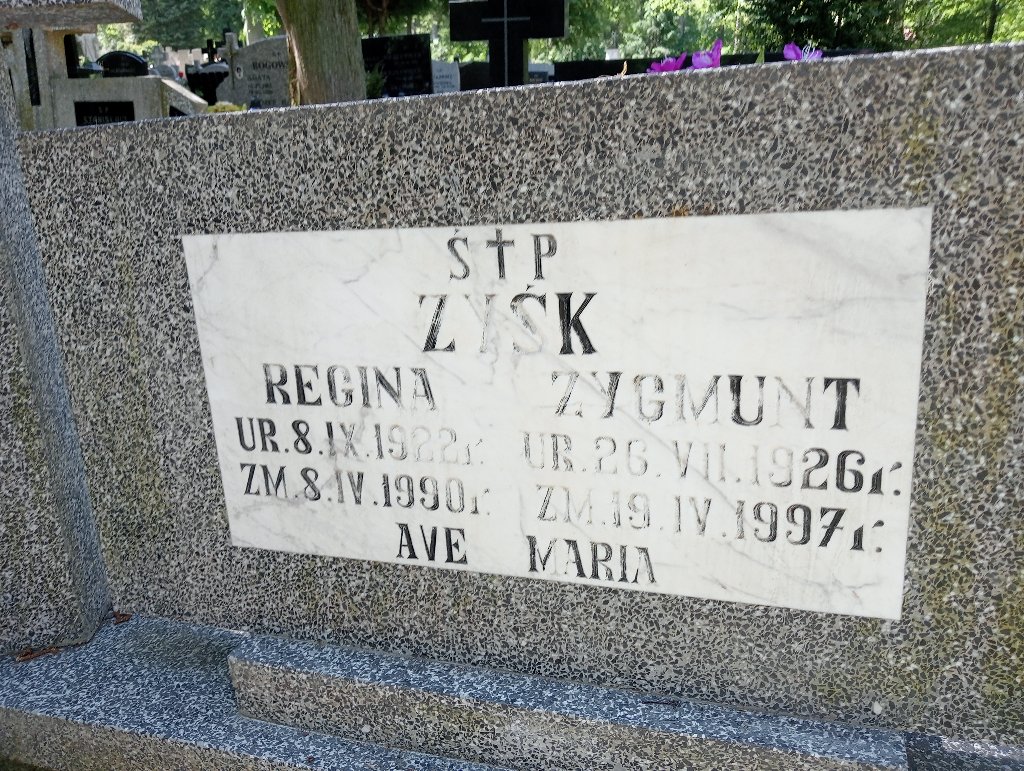 Ś✝P
ZYŚK
REGINA ZYGMUNT
UR.8.IX.1922r. UR.26.VII.1926r.
ZM.8.IV.1990r. ZM.19.IV.1997r.
AVE MARIA